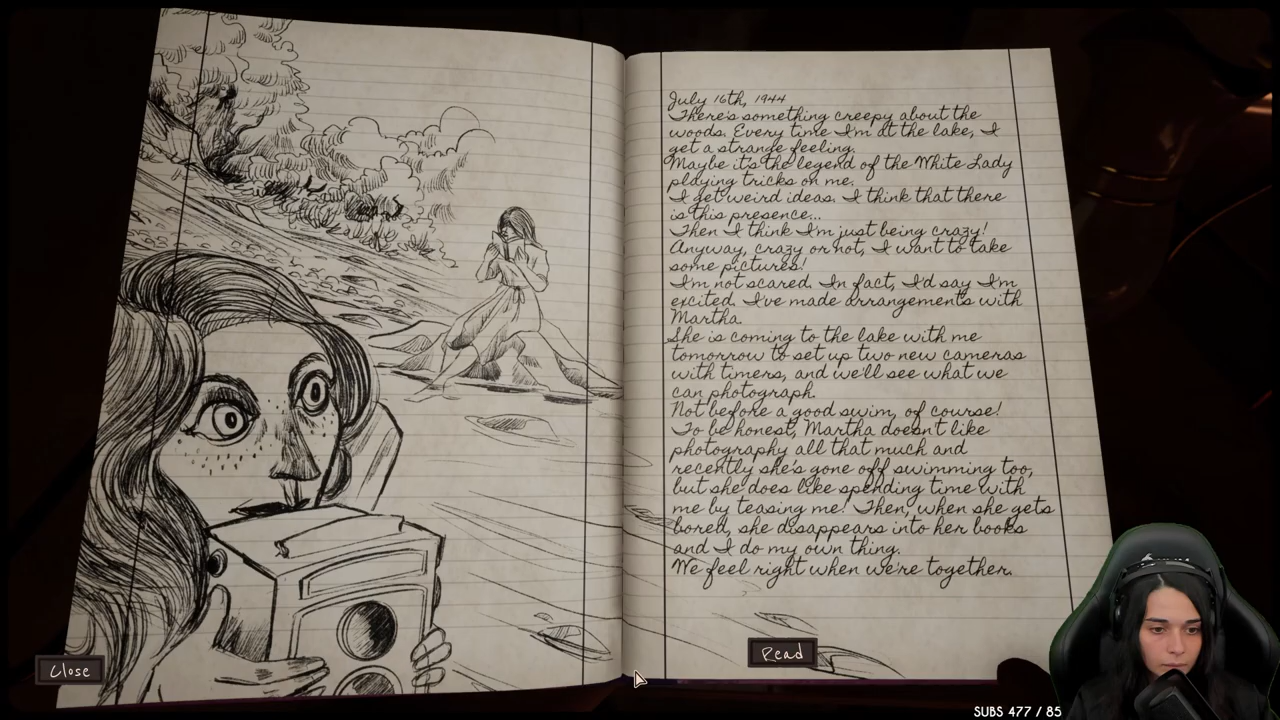 July 16th, 1944
There's something creepy about the
woods. Every time I'm at the lake, I
get a strange feeling.
Maybe it's the legend of the White Lady
playing tricks on me.
I get weird ideas. I think that there
is this presence...
Then I think I'm just being crazy!
Anyway, crazy or not, I want to take
some pictures!
I'm not scared. In fact, I'd say I'm
excited. I've made arrangements with
Martha.
She is coming to the lake with me
tomorrow to set up two new cameras
with timers, and we'll see what we
can photograph.
Not before a good swim, of course!
To be honest, Martha doesn't like
photography all that much and
recently she's gone off swimming too,
but she does like spending time with
me by teasing me! Then, when she gets
bored, she disappears into her books
and I do my own thing.
We feel right when we're together.
Read
Close
SUBS 477 / 85